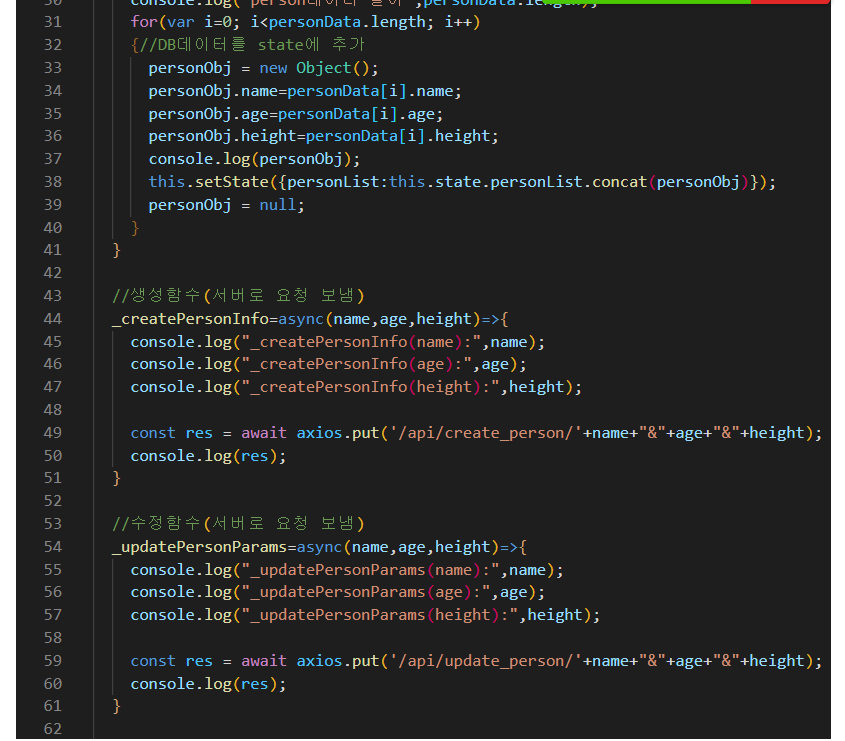 30 console.log("person데이터 길이",personData.length);
31 for(var i=0; i<personData.length; i++)
32 {//DB데이터를 state에 추가
33 personObj = new Object();
34 personObj.name=personData[i].name;
35 personObj.age=personData[i].age;
36 personObj.height=personData[i].height;
37 console.log(personObj);
38 this.setState({personList:this.state.personList.concat(personObj)});
39 personObj = null;
40 }
41 }
42
43 //생성함수(서버로 요청 보냄)
44 _createPersonInfo=async(name,age,height)=>{
45 console.log("_createPersonInfo(name):",name);
46 console.log("_createPersonInfo(age):",age);
47 console.log("_createPersonInfo(height):",height);
48
49 const res = await axios.put('/api/create_person/'+name+"&"+age+"&"+height);
50 console.log(res);
51 }
52
53 //수정함수(서버로 요청 보냄)
54 _updatePersonParams=async(name,age,height)=>{
55 console.log("_updatePersonParams(name):",name);
56 console.log("_updatePersonParams(age):",age);
57 console.log("_updatePersonParams(height):",height);
58
59 const res = await axios.put('/api/update_person/'+name+"&"+age+"&"+height);
60 console.log(res);
61 }
62